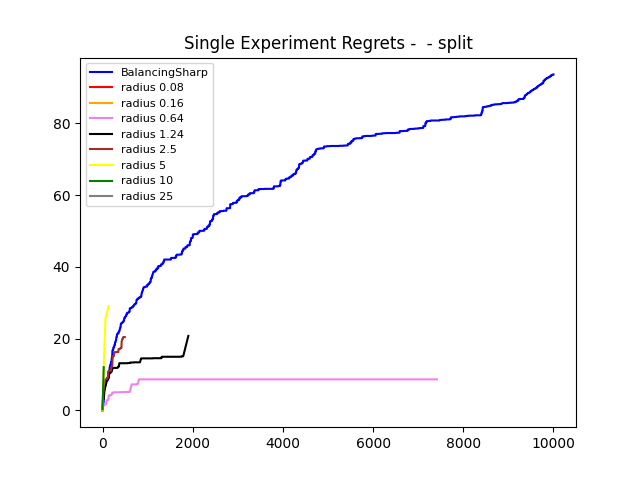 Single Experiment Regrets -  - split
BalancingSharp
radius 0.08
radius 0.16
radius 0.64
radius 1.24
radius 2.5
radius 5
radius 10
radius 25
80
60
40
20
0
0 2000 4000 6000 8000 10000